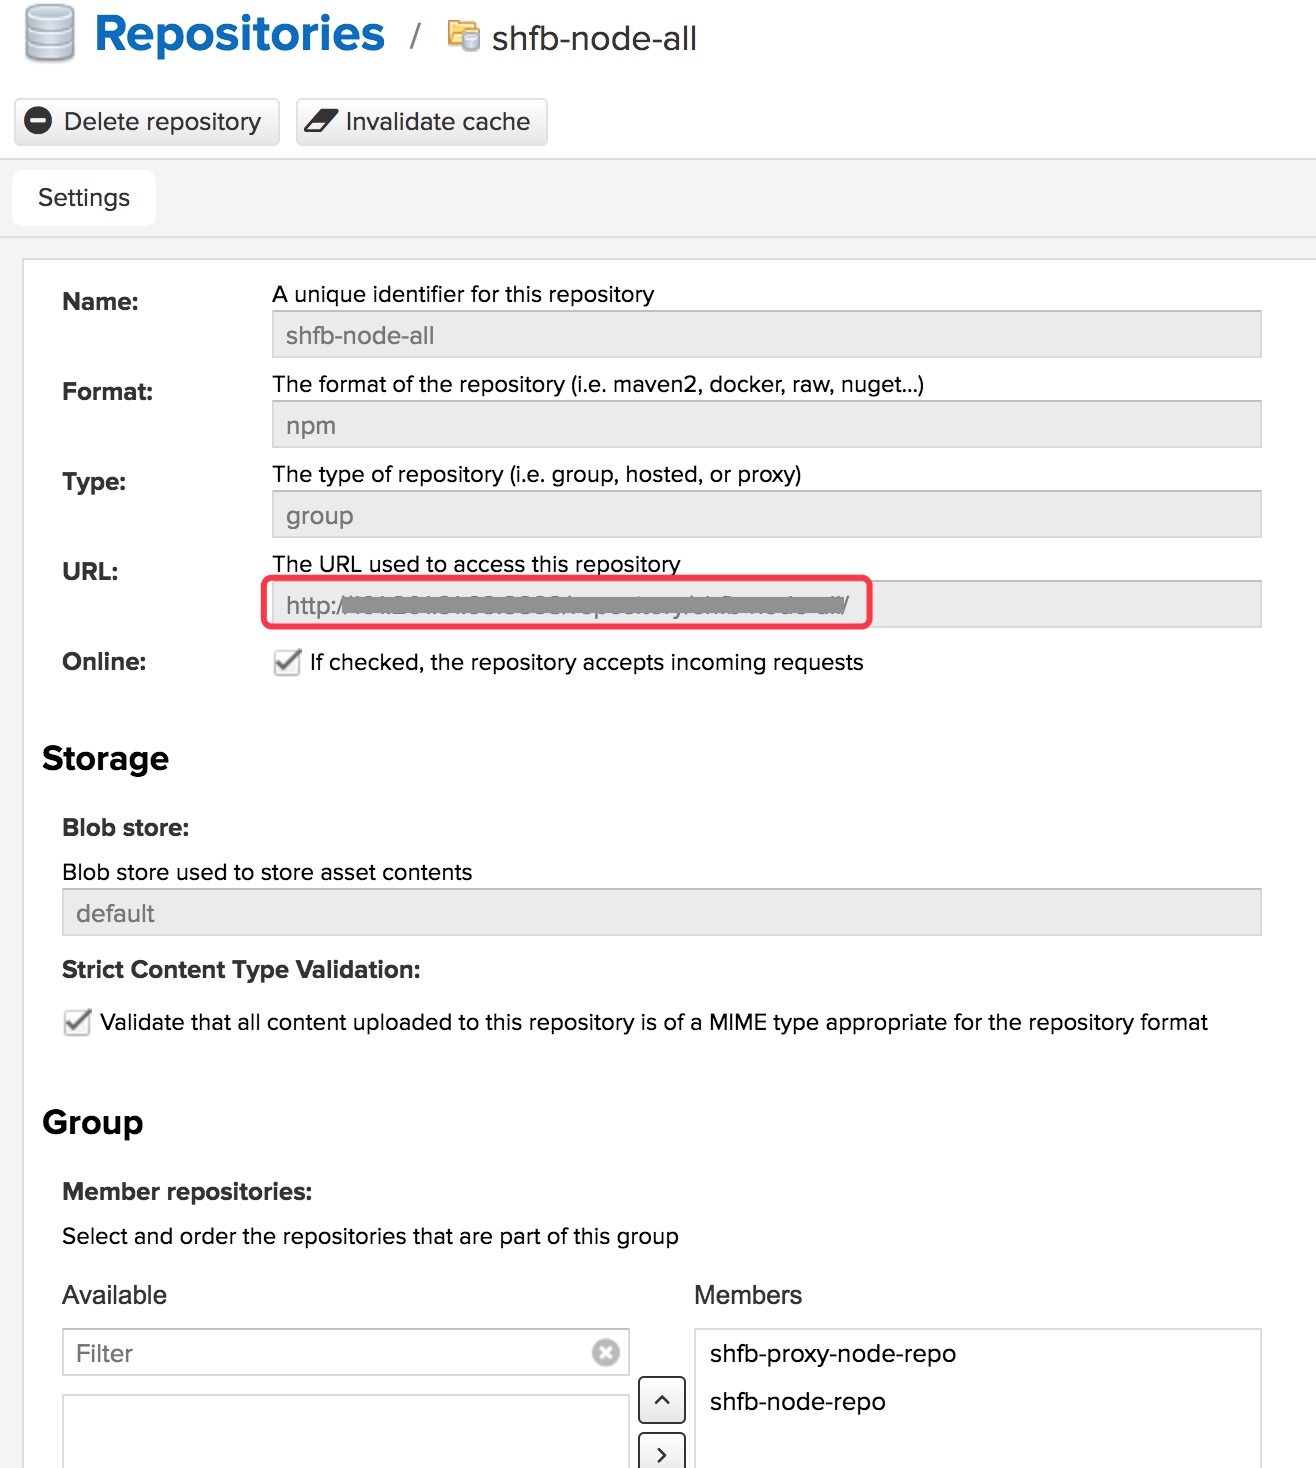 Repositories / shfb-node-all
Delete repository Invalidate cache
Settings
Name: A unique identifier for this repository
shfb-node-all
Format: The format of the repository (i.e. maven2, docker, raw, nuget...)
npm
Type: The type of repository (i.e. group, hosted, or proxy)
group
URL: The URL used to access this repository
http:/
Online: If checked, the repository accepts incoming requests
Storage
Blob store:
Blob store used to store asset contents
default
Strict Content Type Validation:
Validate that all content uploaded to this repository is of a MIME type appropriate for the repository format
Group
Member repositories:
Select and order the repositories that are part of this group
Available Members
Filter
shfb-proxy-node-repo
shfb-node-repo